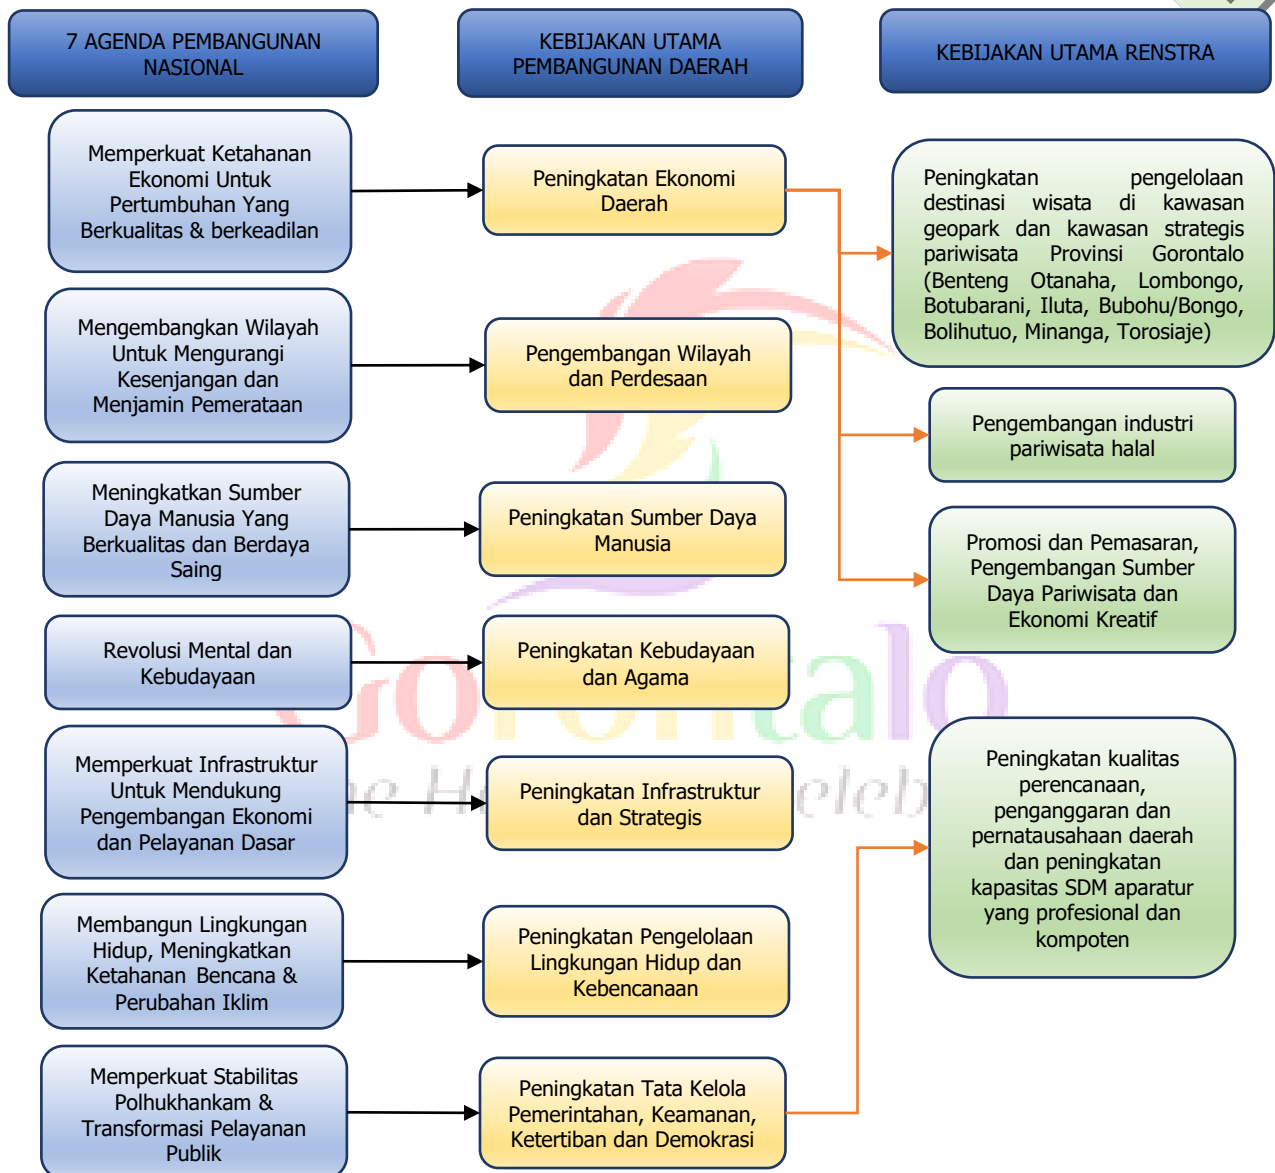 7 AGENDA PEMBANGUNAN
NASIONAL
KEBIJAKAN UTAMA
PEMBANGUNAN DAERAH
KEBIJAKAN UTAMA RENSTRA
Memperkuat Ketahanan
Ekonomi Untuk
Pertumbuhan Yang
Berkualitas & berkeadilan
Peningkatan Ekonomi
Daerah
Peningkatan pengelolaan
destinasi wisata di kawasan
geopark dan kawasan strategis
pariwisata Provinsi Gorontalo
(Benteng Otanaha, Lombongo,
Botubarani, Iluta, Bubohu/Bongo,
Bolihutuo, Minanga, Torosiaje)
Mengembangkan Wilayah
Untuk Mengurangi
Kesenjangan dan
Menjamin Pemerataan
Pengembangan Wilayah
dan Perdesaan
Pengembangan industri
pariwisata halal
Meningkatkan Sumber
Daya Manusia Yang
Berkualitas dan Berdaya
Saing
Peningkatan Sumber Daya
Manusia
Promosi dan Pemasaran,
Pengembangan Sumber
Daya Pariwisata dan
Ekonomi Kreatif
Revolusi Mental dan
Kebudayaan
Peningkatan Kebudayaan
dan Agama
Gorontalo
Memperkuat Infrastruktur
Untuk Mendukung
Pengembangan Ekonomi
dan Pelayanan Dasar
Peningkatan Infrastruktur
dan Strategis
Peningkatan kualitas
perencanaan,
penganggaran dan
pernatausahaan daerah
dan peningkatan
kapasitas SDM aparatur
yang profesional dan
kompoten
Membangun Lingkungan
Hidup, Meningkatkan
Ketahanan Bencana &
Perubahan Iklim
Peningkatan Pengelolaan
Lingkungan Hidup dan
Kebencanaan
Memperkuat Stabilitas
Polhukhankam &
Transformasi Pelayanan
Publik
Peningkatan Tata Kelola
Pemerintahan, Keamanan,
Ketertiban dan Demokrasi